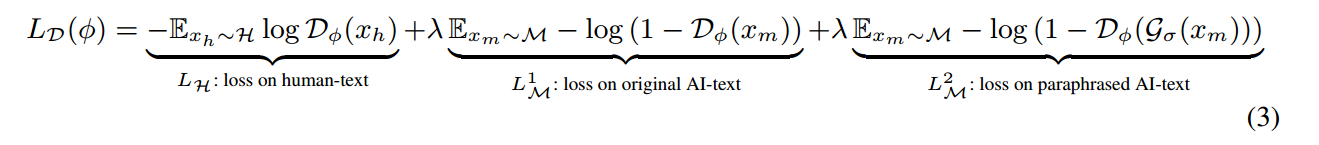 L_𝒟(ϕ) = −𝔼_{x_h∼ℋ} log 𝒟_ϕ(x_h) +λ 𝔼_{x_m∼ℳ} − log (1 − 𝒟_ϕ(x_m)) +λ 𝔼_{x_m∼ℳ} − log (1 − 𝒟_ϕ(𝒢_σ(x_m)))
L_ℋ: loss on human-text L¹_ℳ: loss on original AI-text L²_ℳ: loss on paraphrased AI-text
(3)